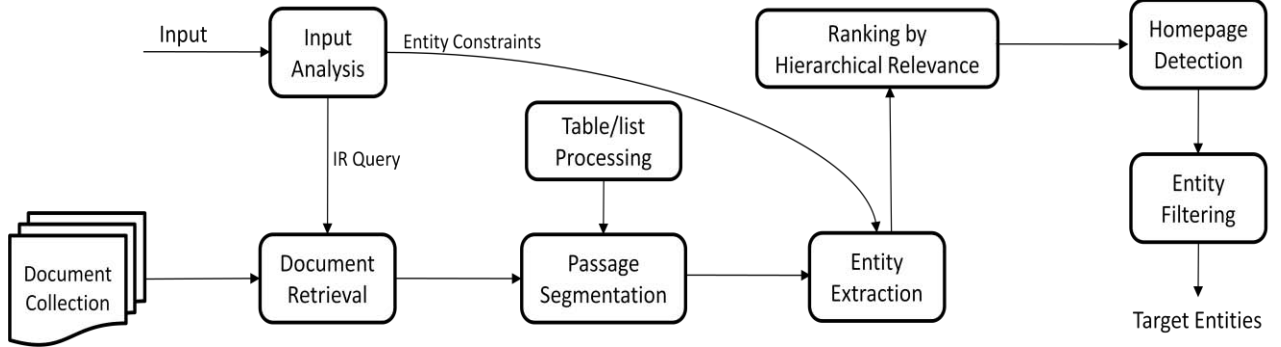 Input
Input
Analysis
Entity Constraints
Ranking by
Hierarchical Relevance
Homepage
Detection
Table/list
Processing
IR Query
Entity
Filtering
Document
Collection
Document
Retrieval
Passage
Segmentation
Entity
Extraction
Target Entities